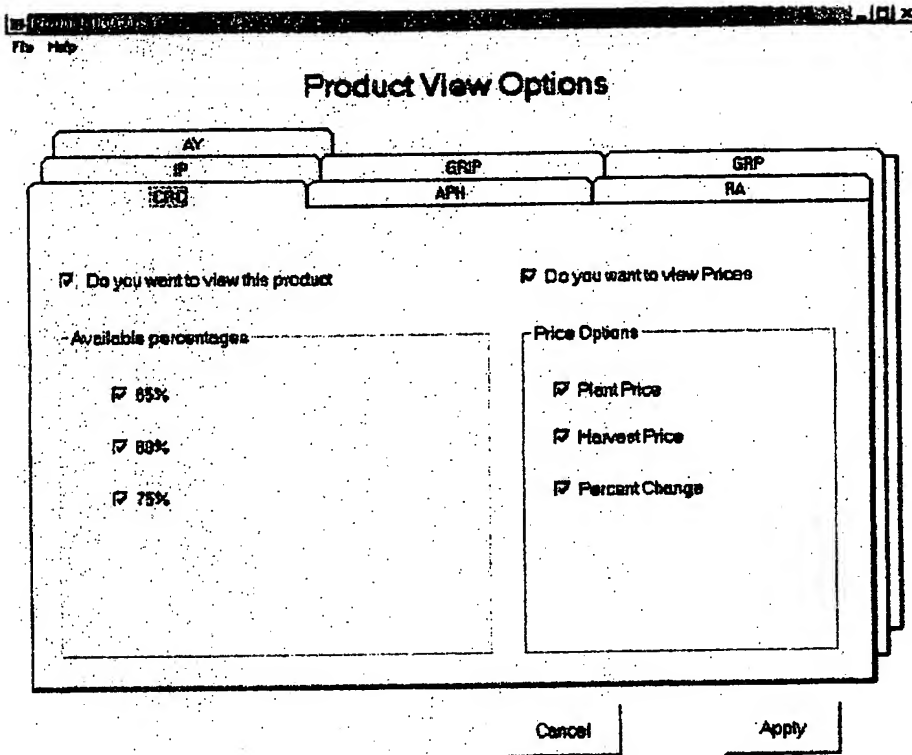 File Help
Product View Options
AY
IP GRIP GRP
CRC APH RA
Do you want to view this product Do you want to view Prices
Available percentages Price Options
85% Plant Price
80% Harvest Price
75% Percent Change
Cancel Apply